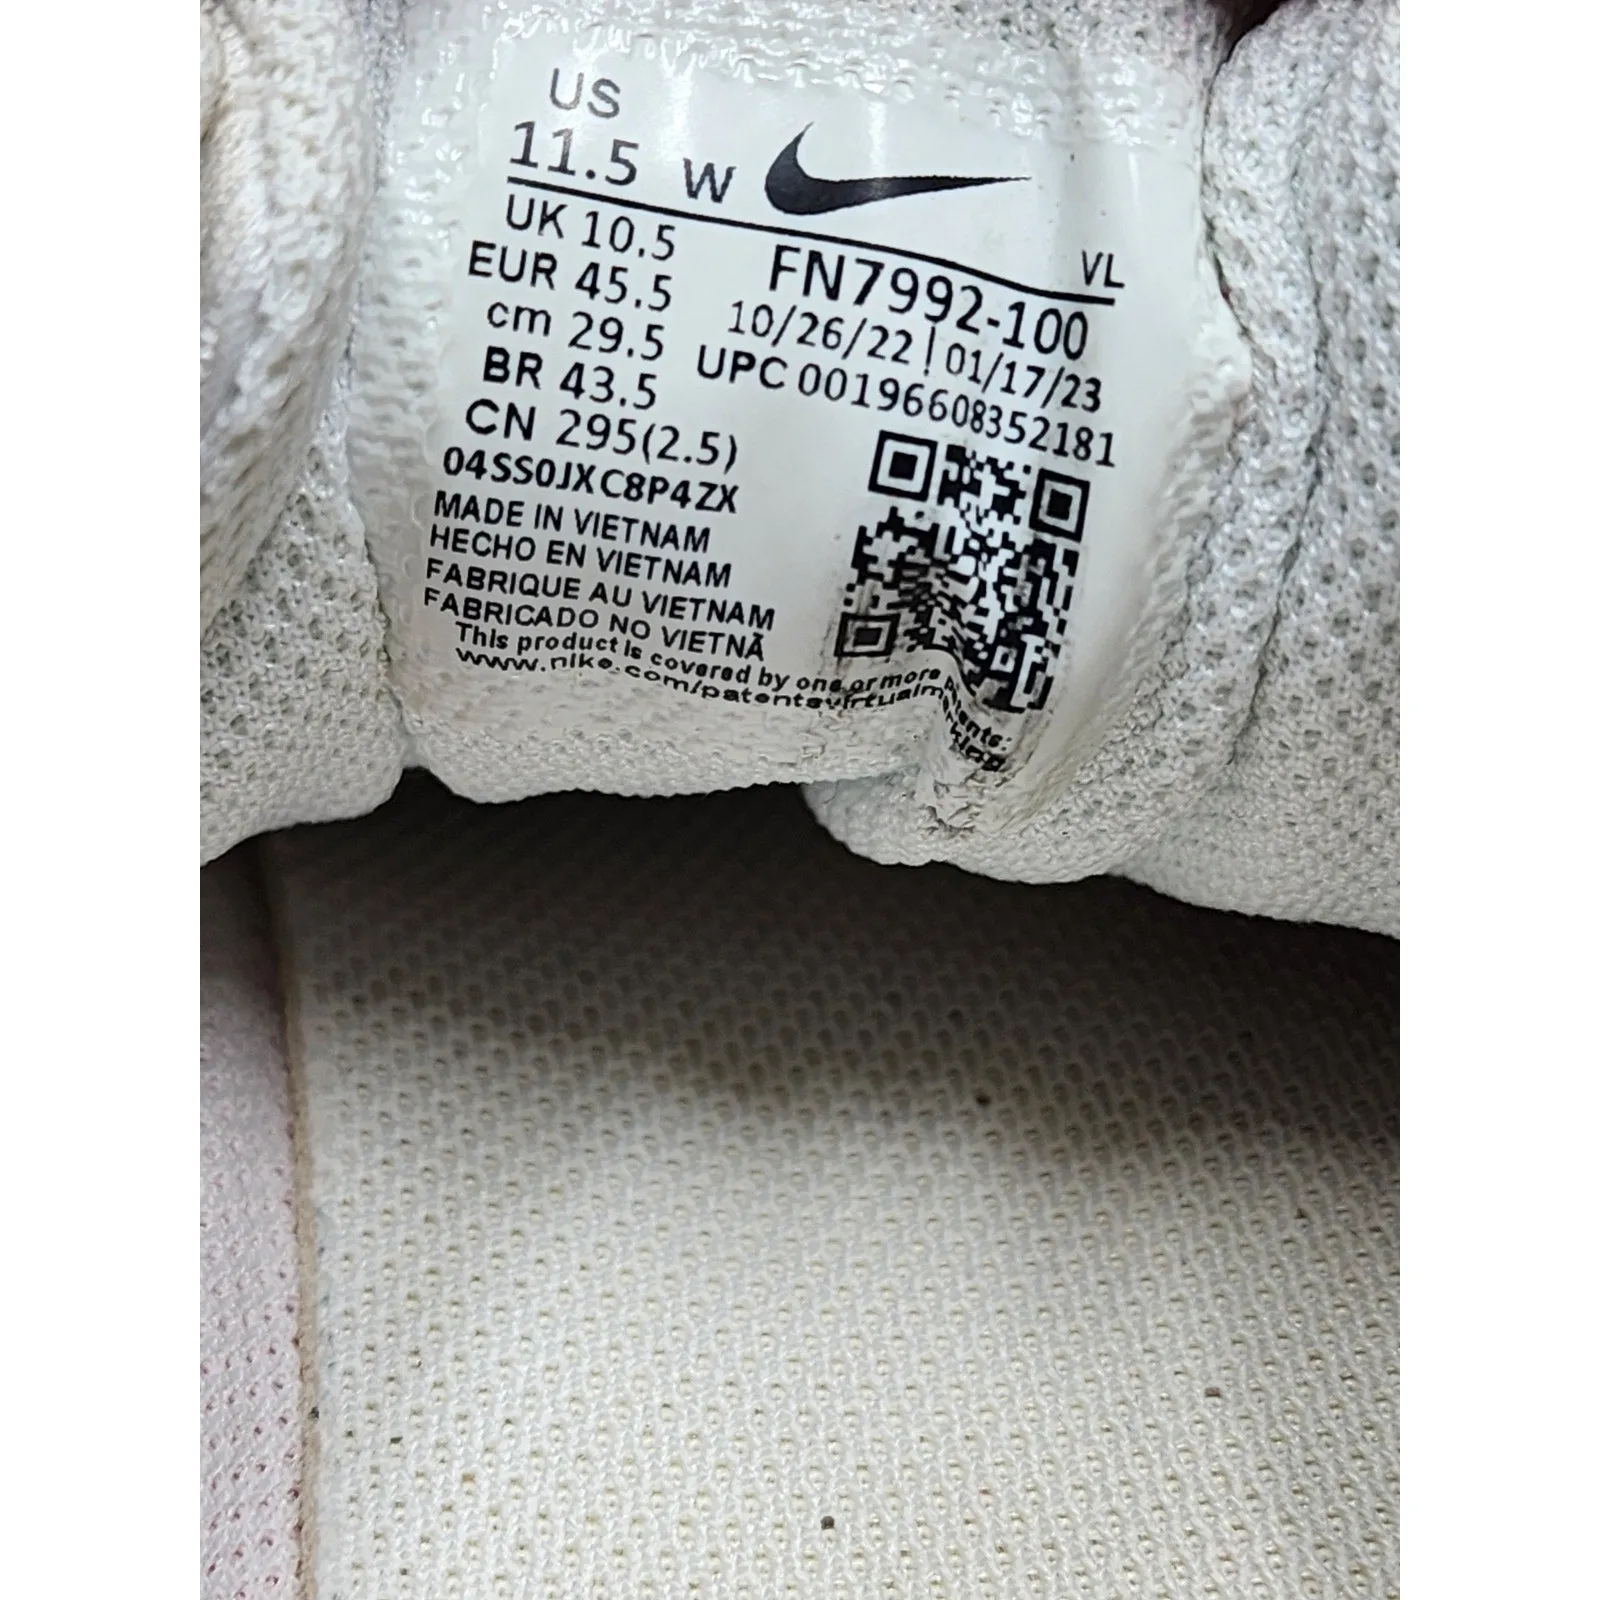 US
11.5 W
VL
UK 10.5
EUR 45.5
cm 29.5
BR 43.5
CN 295(2.5)
FN7992-100
10/26/22 | 01/17/23
UPC 00196608352181
04SS0JXC8P4ZX
MADE IN VIETNAM
HECHO EN VIETNAM
FABRIQUE AU VIETNAM
FABRICADO NO VIETNÃ
This product is covered by one or more patents:
www.nike.com/patentsvirtualmarking